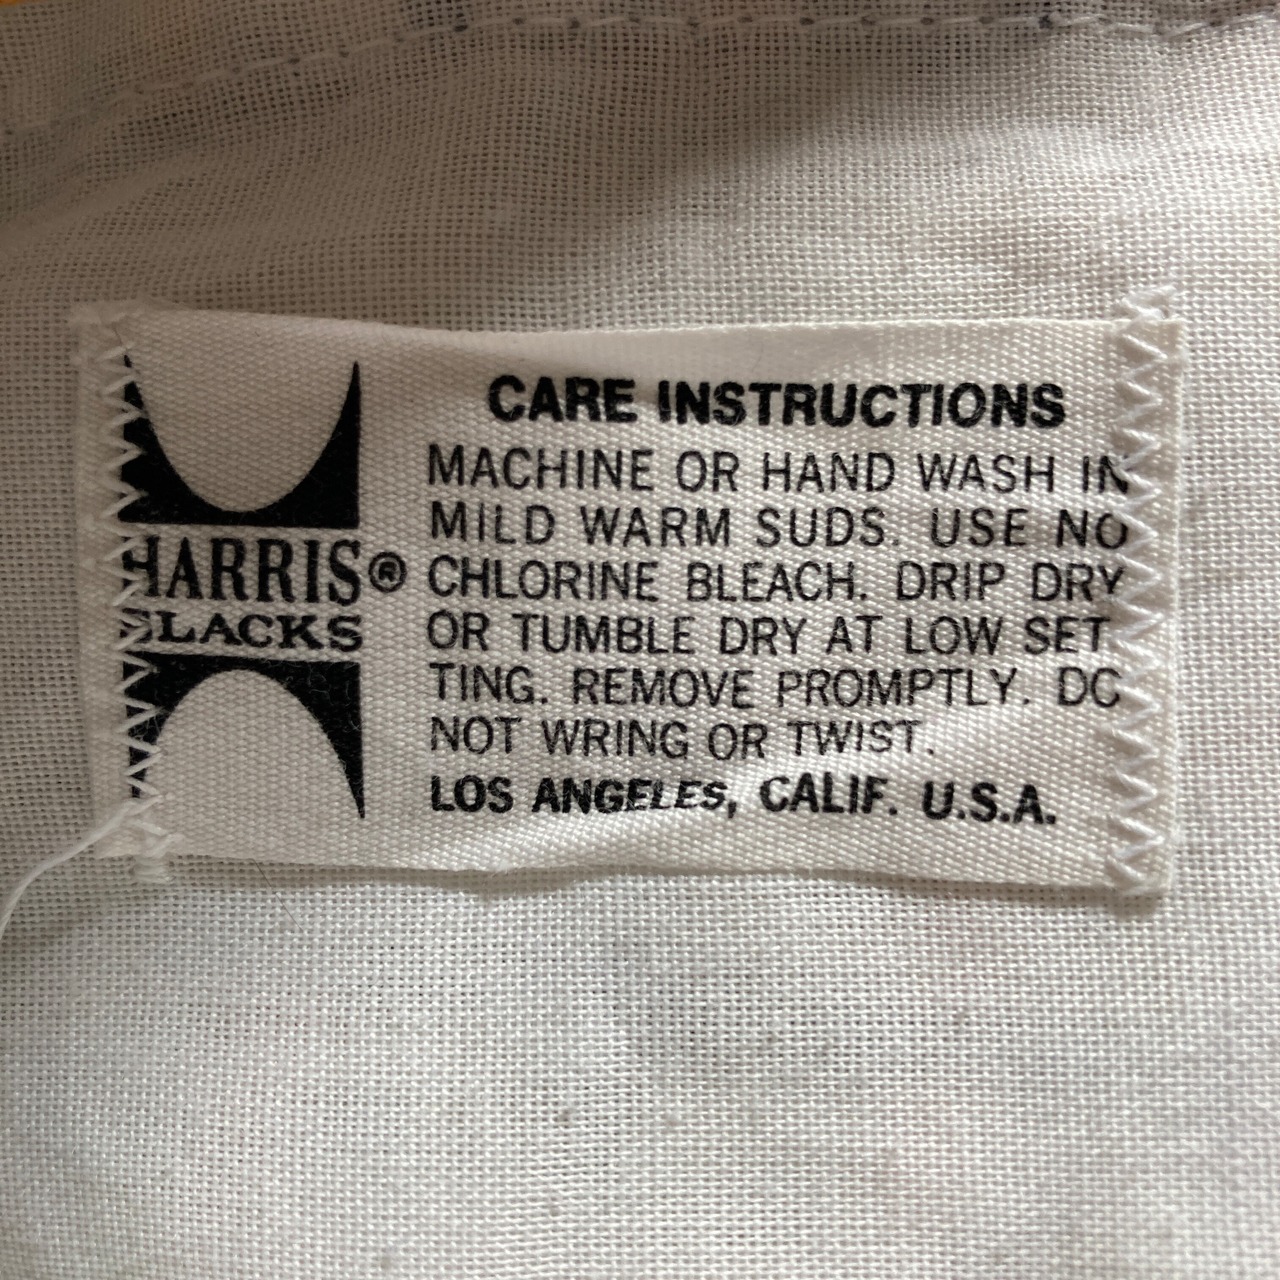 HARRIS®
SLACKS
CARE INSTRUCTIONS
MACHINE OR HAND WASH IN
MILD WARM SUDS. USE NO
CHLORINE BLEACH. DRIP DRY
OR TUMBLE DRY AT LOW SET
TING. REMOVE PROMPTLY. DO
NOT WRING OR TWIST.
LOS ANGELES, CALIF. U.S.A.